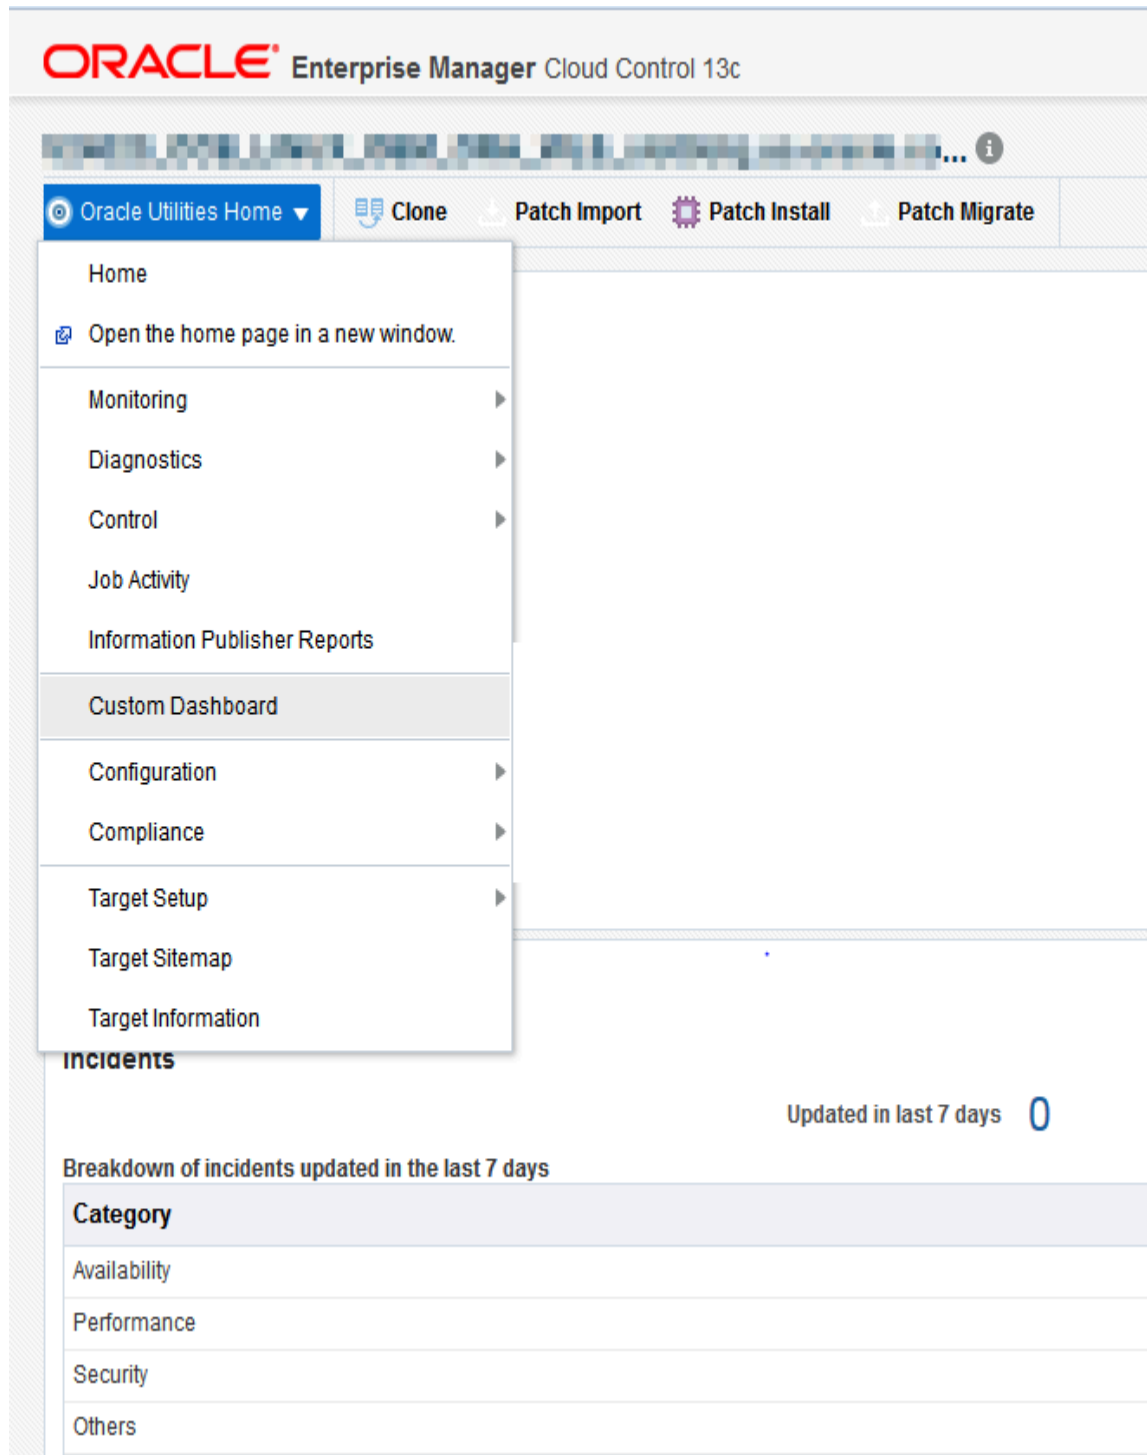 ORACLE Enterprise Manager Cloud Control 13c
...
Oracle Utilities Home Clone Patch Import Patch Install Patch Migrate
Home
Open the home page in a new window.
Monitoring
Diagnostics
Control
Job Activity
Information Publisher Reports
Custom Dashboard
Configuration
Compliance
Target Setup
Target Sitemap
Target Information
Incidents
Updated in last 7 days 0
Breakdown of incidents updated in the last 7 days
Category
Availability
Performance
Security
Others